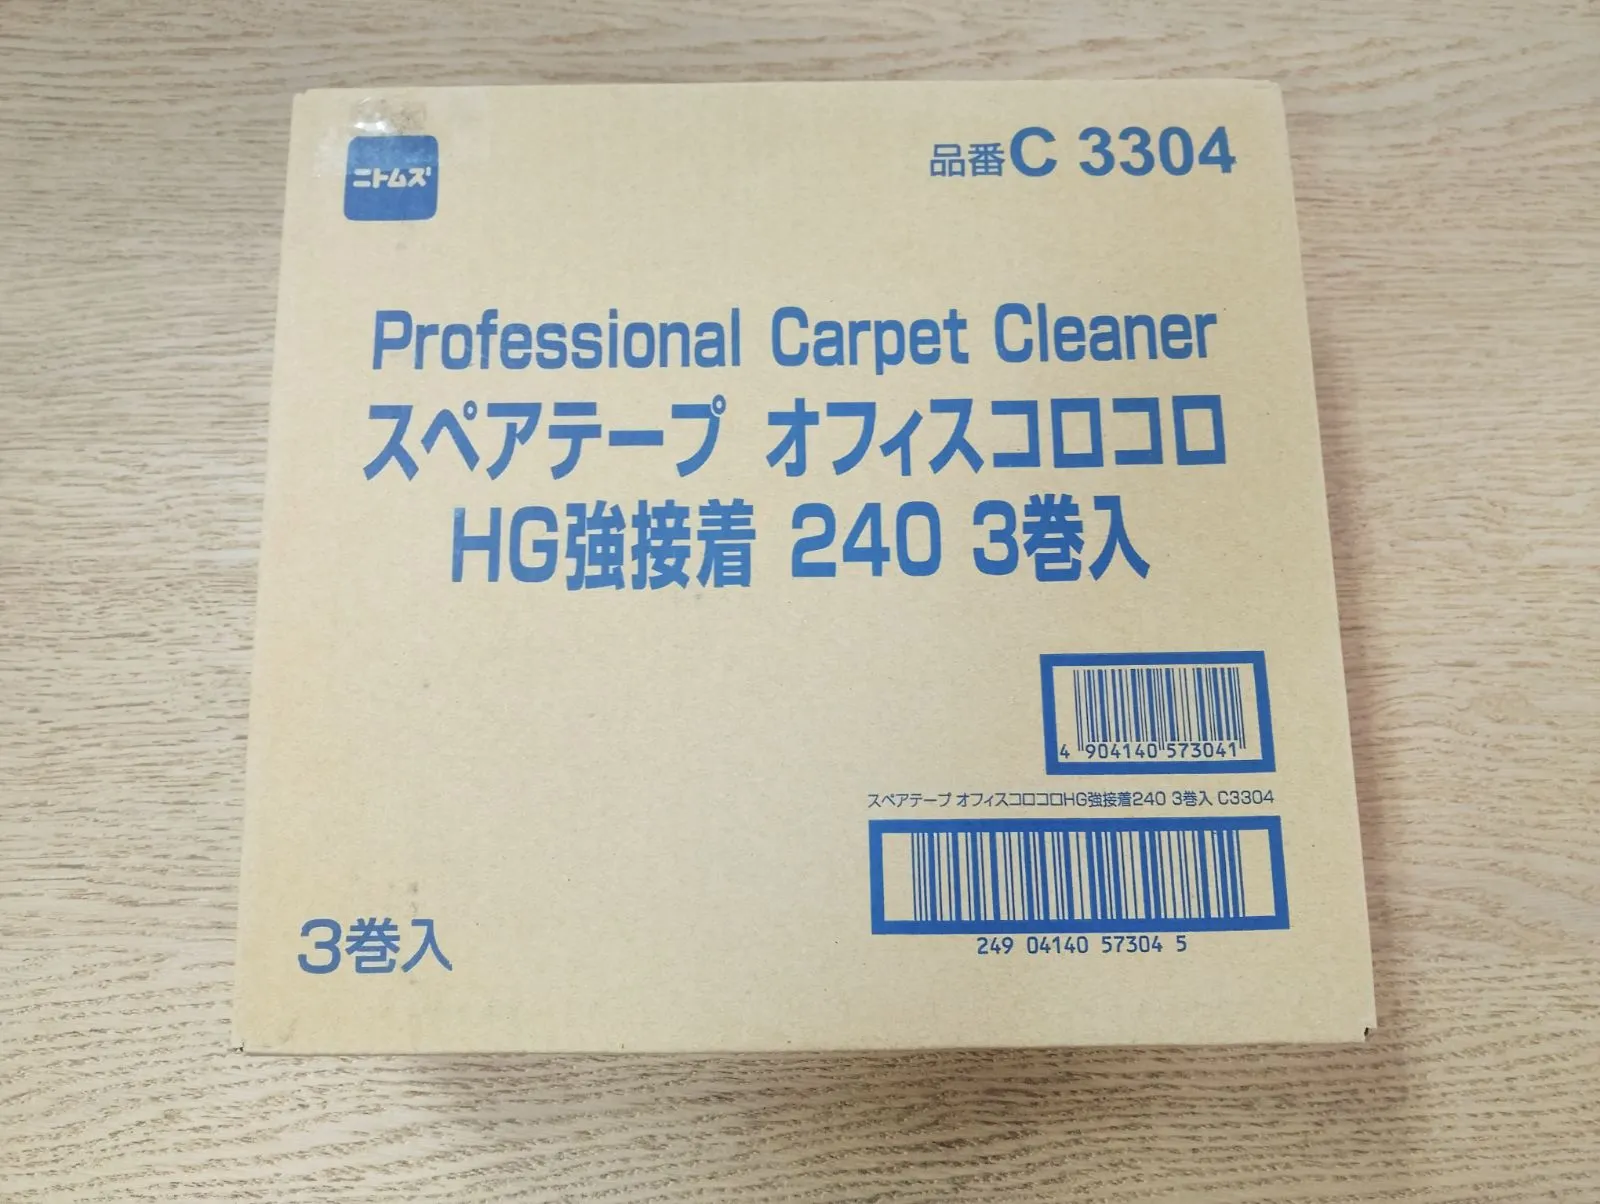 ニトムズ
品番C 3304
Professional Carpet Cleaner
スペアテープ オフィスコロコロ
HG強接着 240 3巻入
4 904140 573041
スペアテープ オフィスコロコロHG強接着240 3巻入 C3304
249 04140 57304 5
3巻入